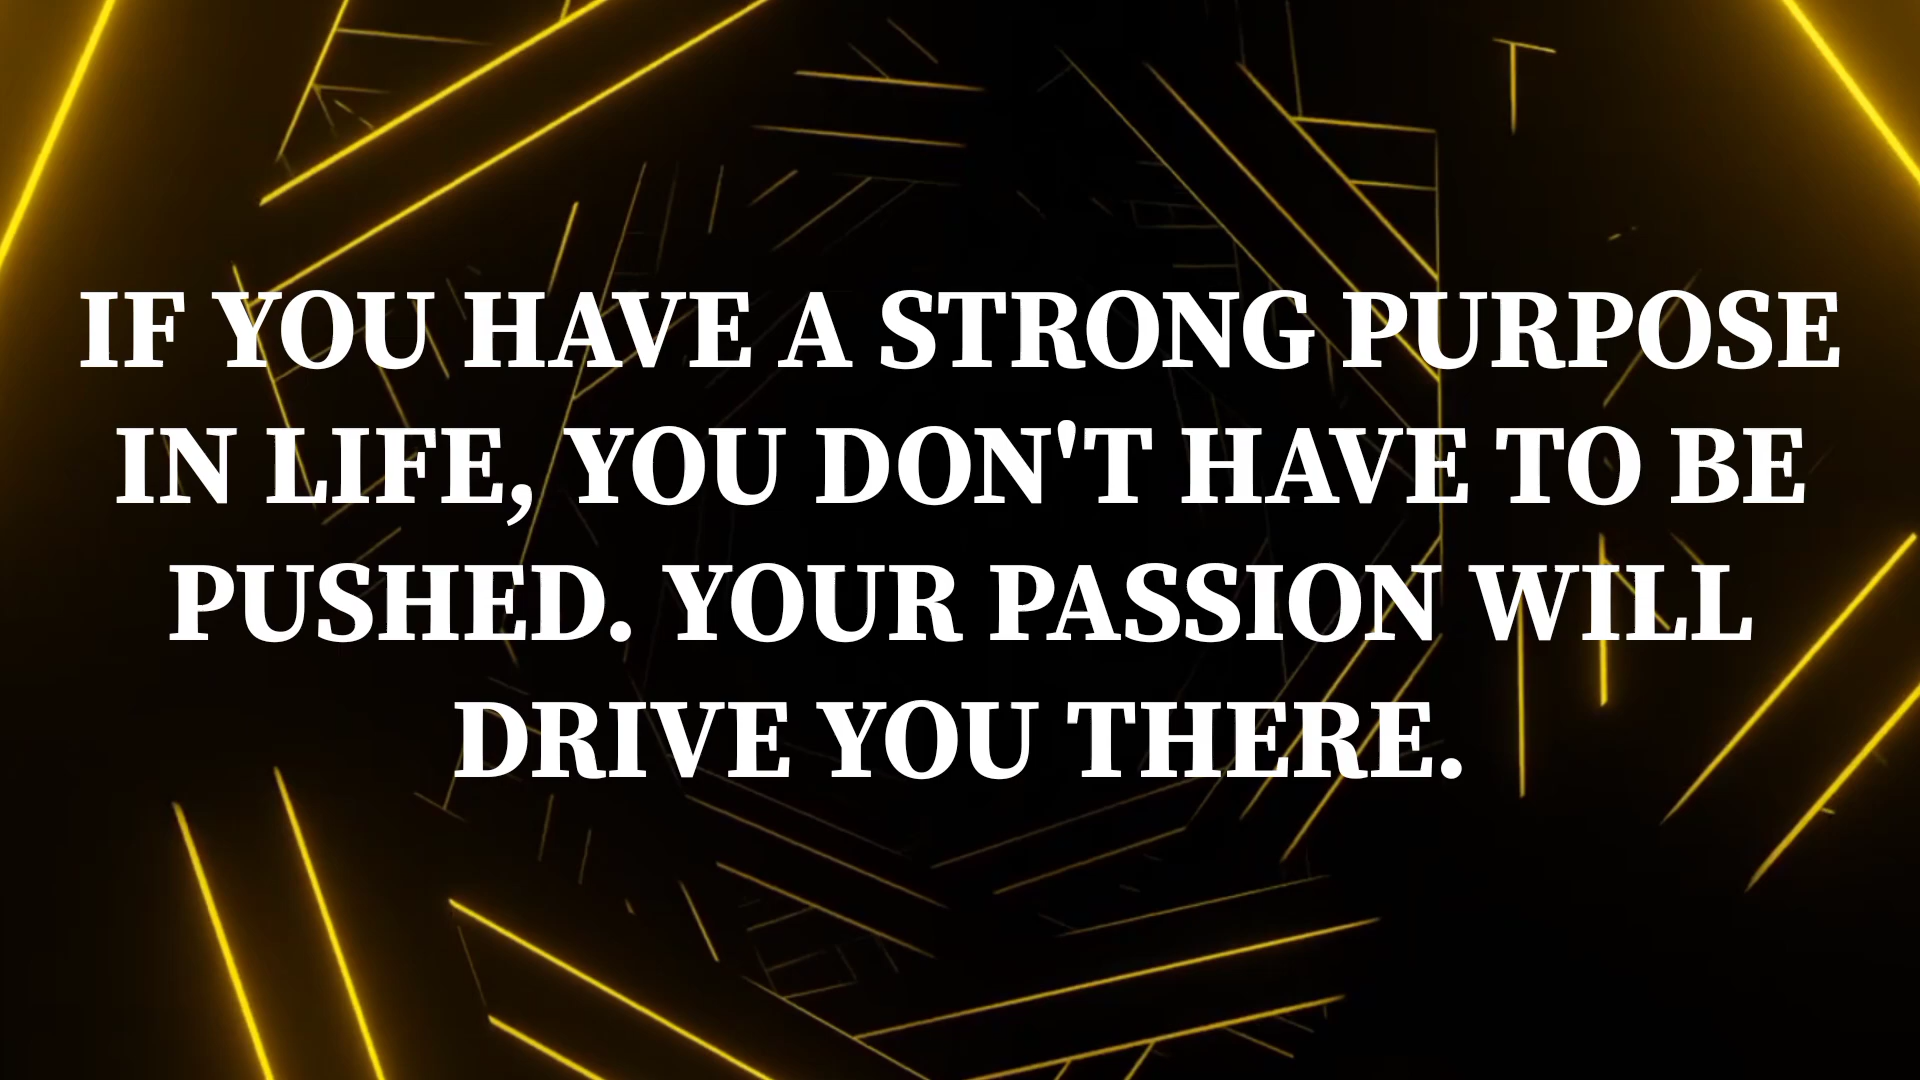 IF YOU HAVE A STRONG PURPOSE
IN LIFE, YOU DON'T HAVE TO BE
PUSHED. YOUR PASSION WILL
DRIVE YOU THERE.